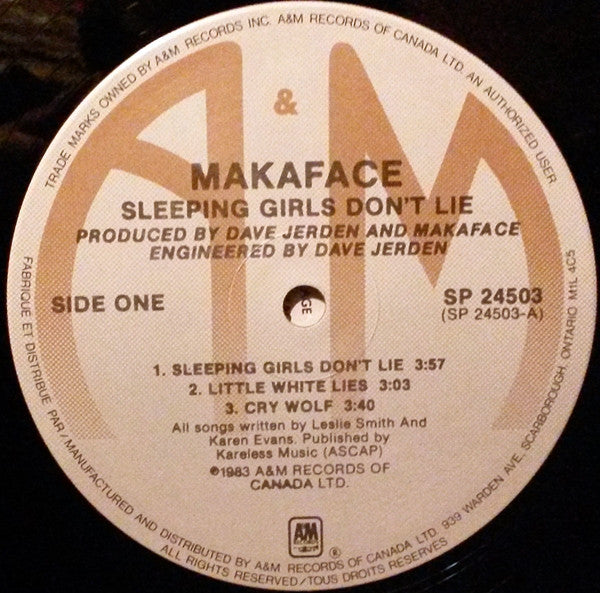 TRADE MARKS OWNED BY A&M RECORDS INC. A&M RECORDS OF CANADA LTD. AN AUTHORIZED USER
&
MAKAFACE
SLEEPING GIRLS DON'T LIE
PRODUCED BY DAVE JERDEN AND MAKAFACE
ENGINEERED BY DAVE JERDEN
SIDE ONE
SP 24503
(SP 24503-A)
1. SLEEPING GIRLS DON'T LIE 3:57
2. LITTLE WHITE LIES 3:03
3. CRY WOLF 3:40
All songs written by Leslie Smith And
Karen Evans. Published by
Kareless Music (ASCAP)
℗1983 A&M RECORDS OF
CANADA LTD.
A&M
®
FABRIQUE ET DISTRIBUE PAR / MANUFACTURED AND DISTRIBUTED BY A&M RECORDS OF CANADA LTD. 939 WARDEN AVE. SCARBOROUGH, ONTARIO M1L 4C5
ALL RIGHTS RESERVED/TOUS DROITS RÉSERVÉS